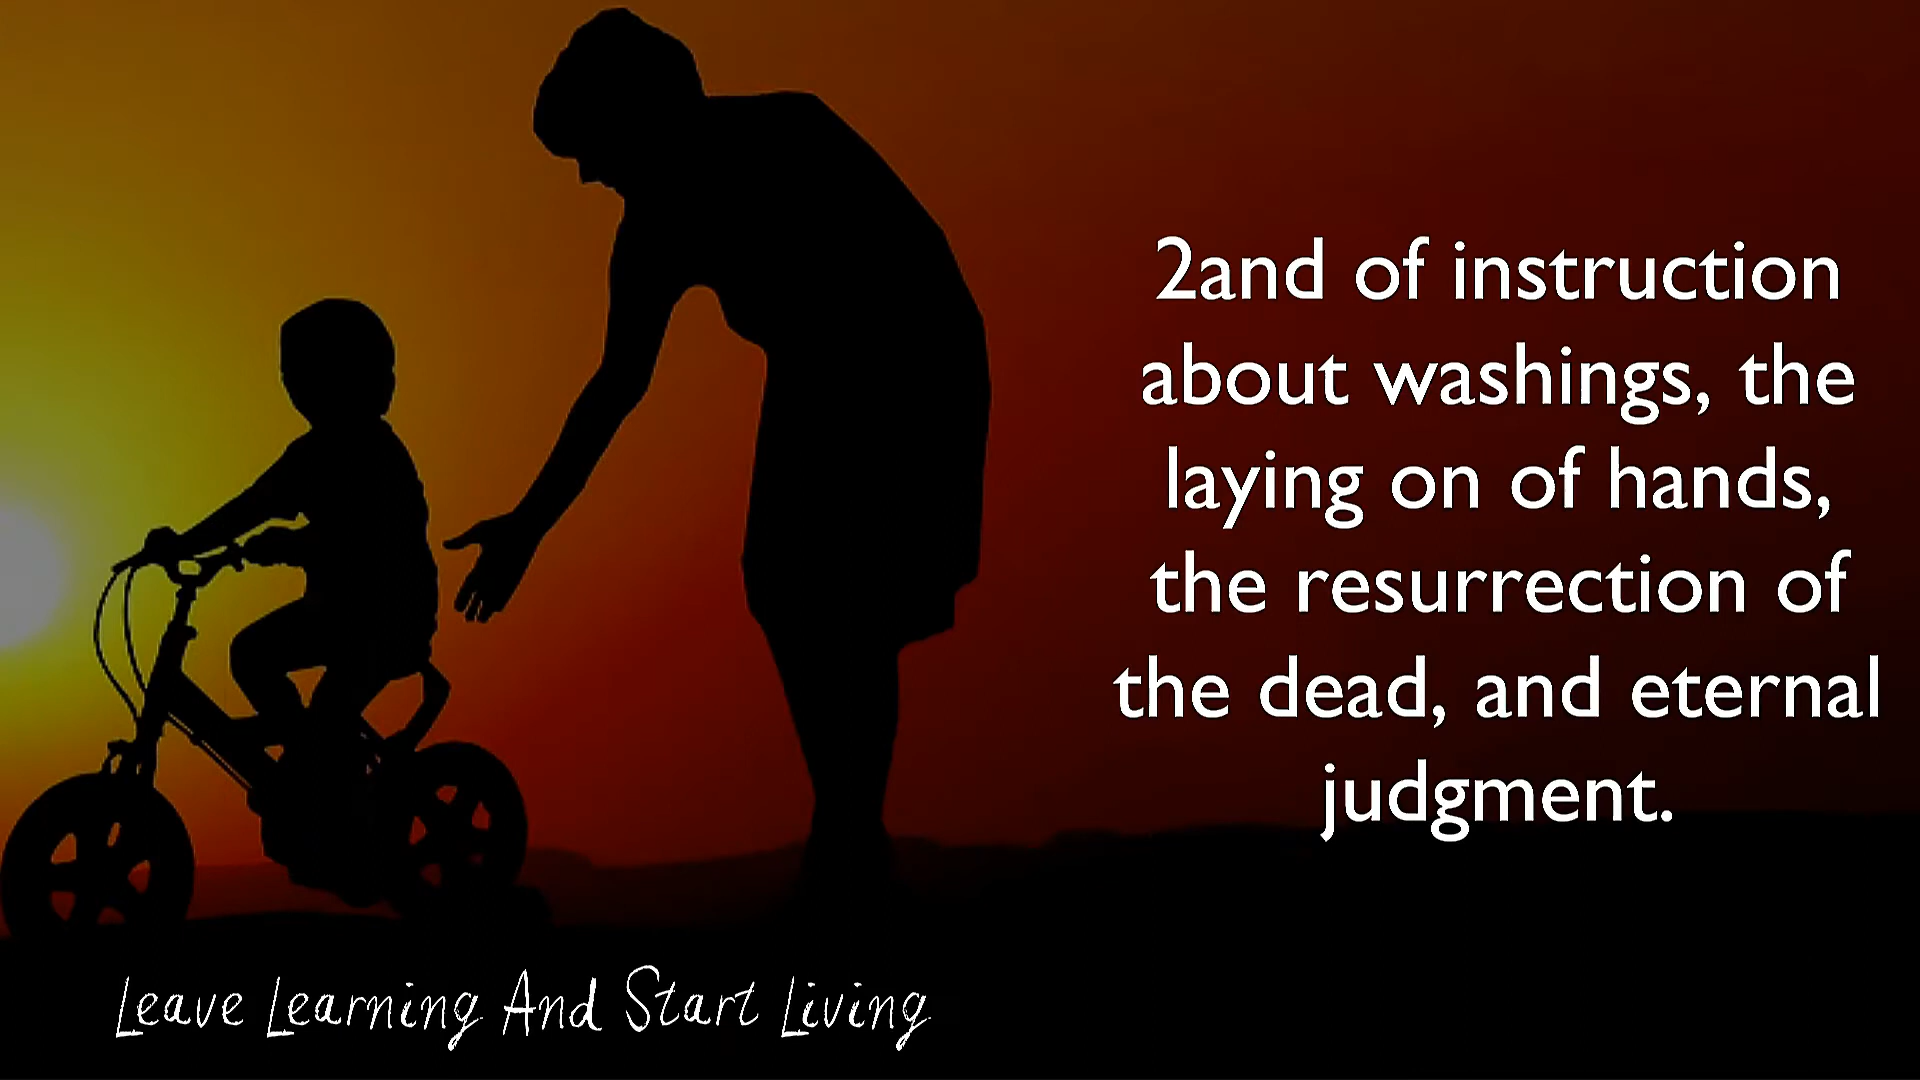 2and of instruction
about washings, the
laying on of hands,
the resurrection of
the dead, and eternal
judgment.
Leave Learning And Start Living